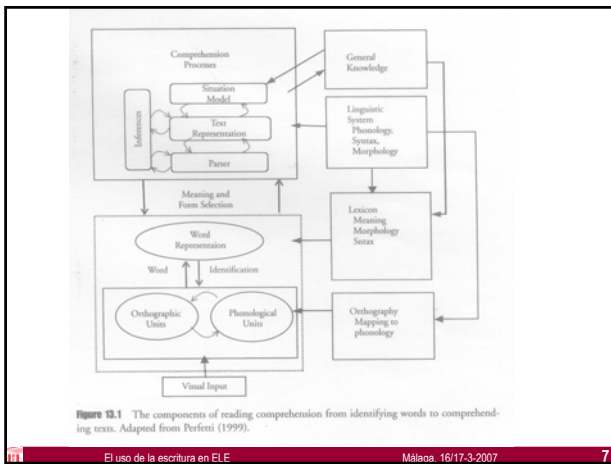 Comprehension
Processes
General
Knowledge
Situation
Model
Inferences
Text
Representation
Parser
Linguistic
System
Phonology,
Syntax,
Morphology
Meaning and
Form Selection
Word
Representaion
Lexicon
Meaning
Morphology
Sntax
Word
Identification
Orthographic
Units
Phonological
Units
Orthography
Mapping to
phonology
Visual Input
Figure 13.1 The components of reading comprehension from identifying words to comprehend-
ing texts. Adapted from Perfetti (1999).
El uso de la escritura en ELE
Málaga, 16/17-3-2007
7